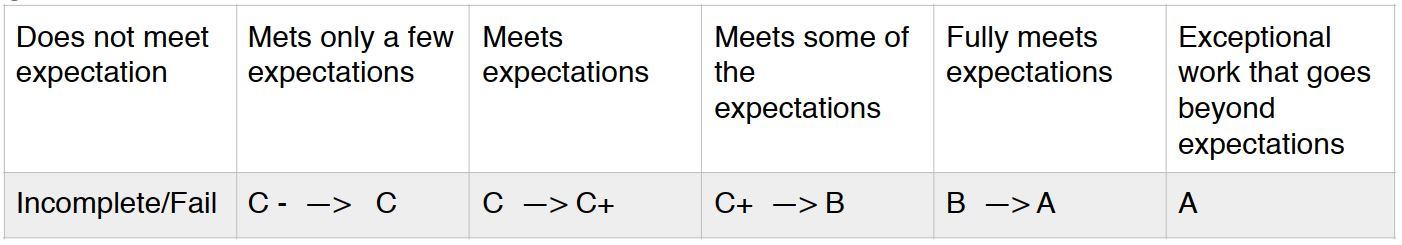 Does not meet
expectation
Mets only a few
expectations
Meets
expectations
Meets some of
the
expectations
Fully meets
expectations
Exceptional
work that goes
beyond
expectations
Incomplete/Fail
C - —> C
C —> C+
C+ —> B
B —> A
A